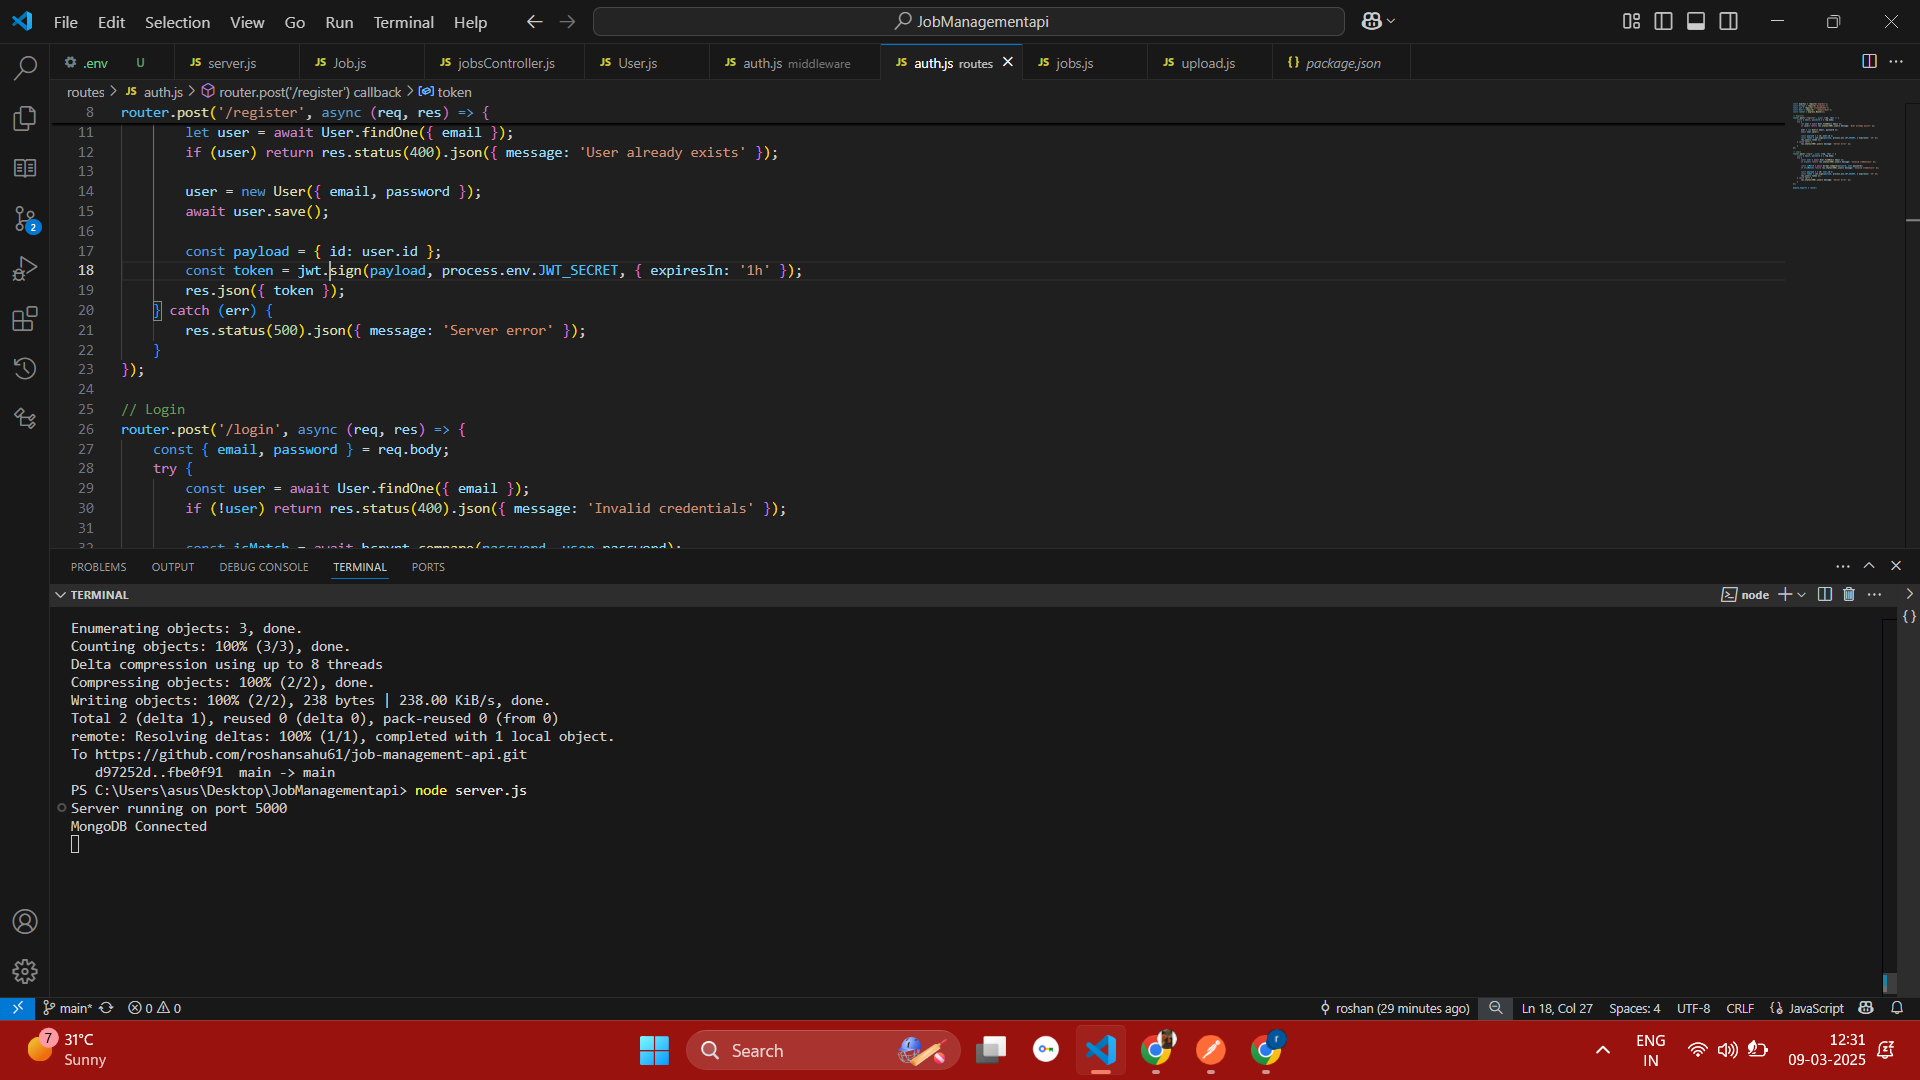 File Edit Selection View Go Run Terminal Help
JobManagementapi
.env U
JS server.js
JS Job.js
JS jobsController.js
JS User.js
JS auth.js middleware
JS auth.js routes
JS jobs.js
JS upload.js
{} package.json
routes > JS auth.js > router.post('/register') callback > token
8 router.post('/register', async (req, res) => {
11 let user = await User.findOne({ email });
12 if (user) return res.status(400).json({ message: 'User already exists' });
13
14 user = new User({ email, password });
15 await user.save();
16
17 const payload = { id: user.id };
18 const token = jwt.sign(payload, process.env.JWT_SECRET, { expiresIn: '1h' });
19 res.json({ token });
20 } catch (err) {
21 res.status(500).json({ message: 'Server error' });
22 }
23 });
24
25 // Login
26 router.post('/login', async (req, res) => {
27 const { email, password } = req.body;
28 try {
29 const user = await User.findOne({ email });
30 if (!user) return res.status(400).json({ message: 'Invalid credentials' });
31
32 const isMatch = await bcrypt.compare(password, user.password);
PROBLEMS OUTPUT DEBUG CONSOLE TERMINAL PORTS
TERMINAL
node
Enumerating objects: 3, done.
Counting objects: 100% (3/3), done.
Delta compression using up to 8 threads
Compressing objects: 100% (2/2), done.
Writing objects: 100% (2/2), 238 bytes | 238.00 KiB/s, done.
Total 2 (delta 1), reused 0 (delta 0), pack-reused 0 (from 0)
remote: Resolving deltas: 100% (1/1), completed with 1 local object.
To https://github.com/roshansahu61/job-management-api.git
d97252d..fbe0f91 main -> main
PS C:\Users\asus\Desktop\JobManagementapi> node server.js
Server running on port 5000
MongoDB Connected
2
main* 0 0
roshan (29 minutes ago)
Ln 18, Col 27
Spaces: 4
UTF-8
CRLF
{} JavaScript
7
31°C
Sunny
Search
r
ENG
IN
12:31
09-03-2025